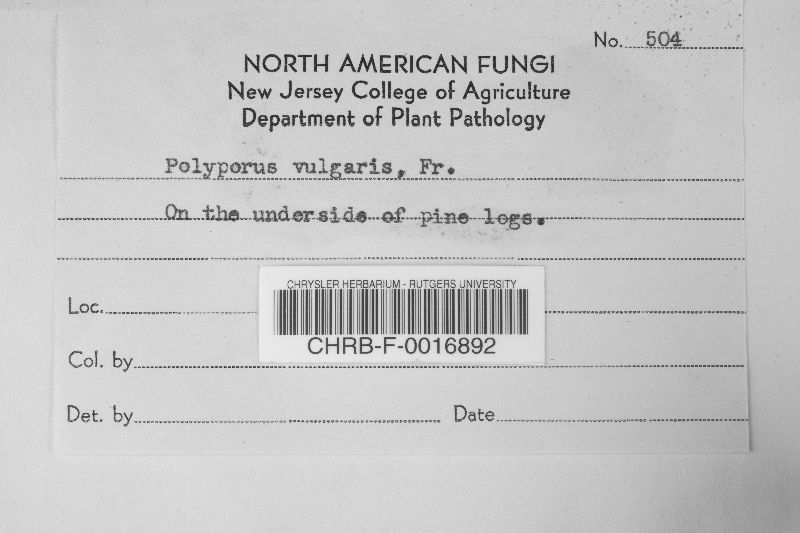 No. 504
NORTH AMERICAN FUNGI
New Jersey College of Agriculture
Department of Plant Pathology
Polyporus vulgaris, Fr.
On the underside of pine logs.
CHRYSLER HERBARIUM - RUTGERS UNIVERSITY
CHRB-F-0016892
Loc.
Col. by
Det. by
Date